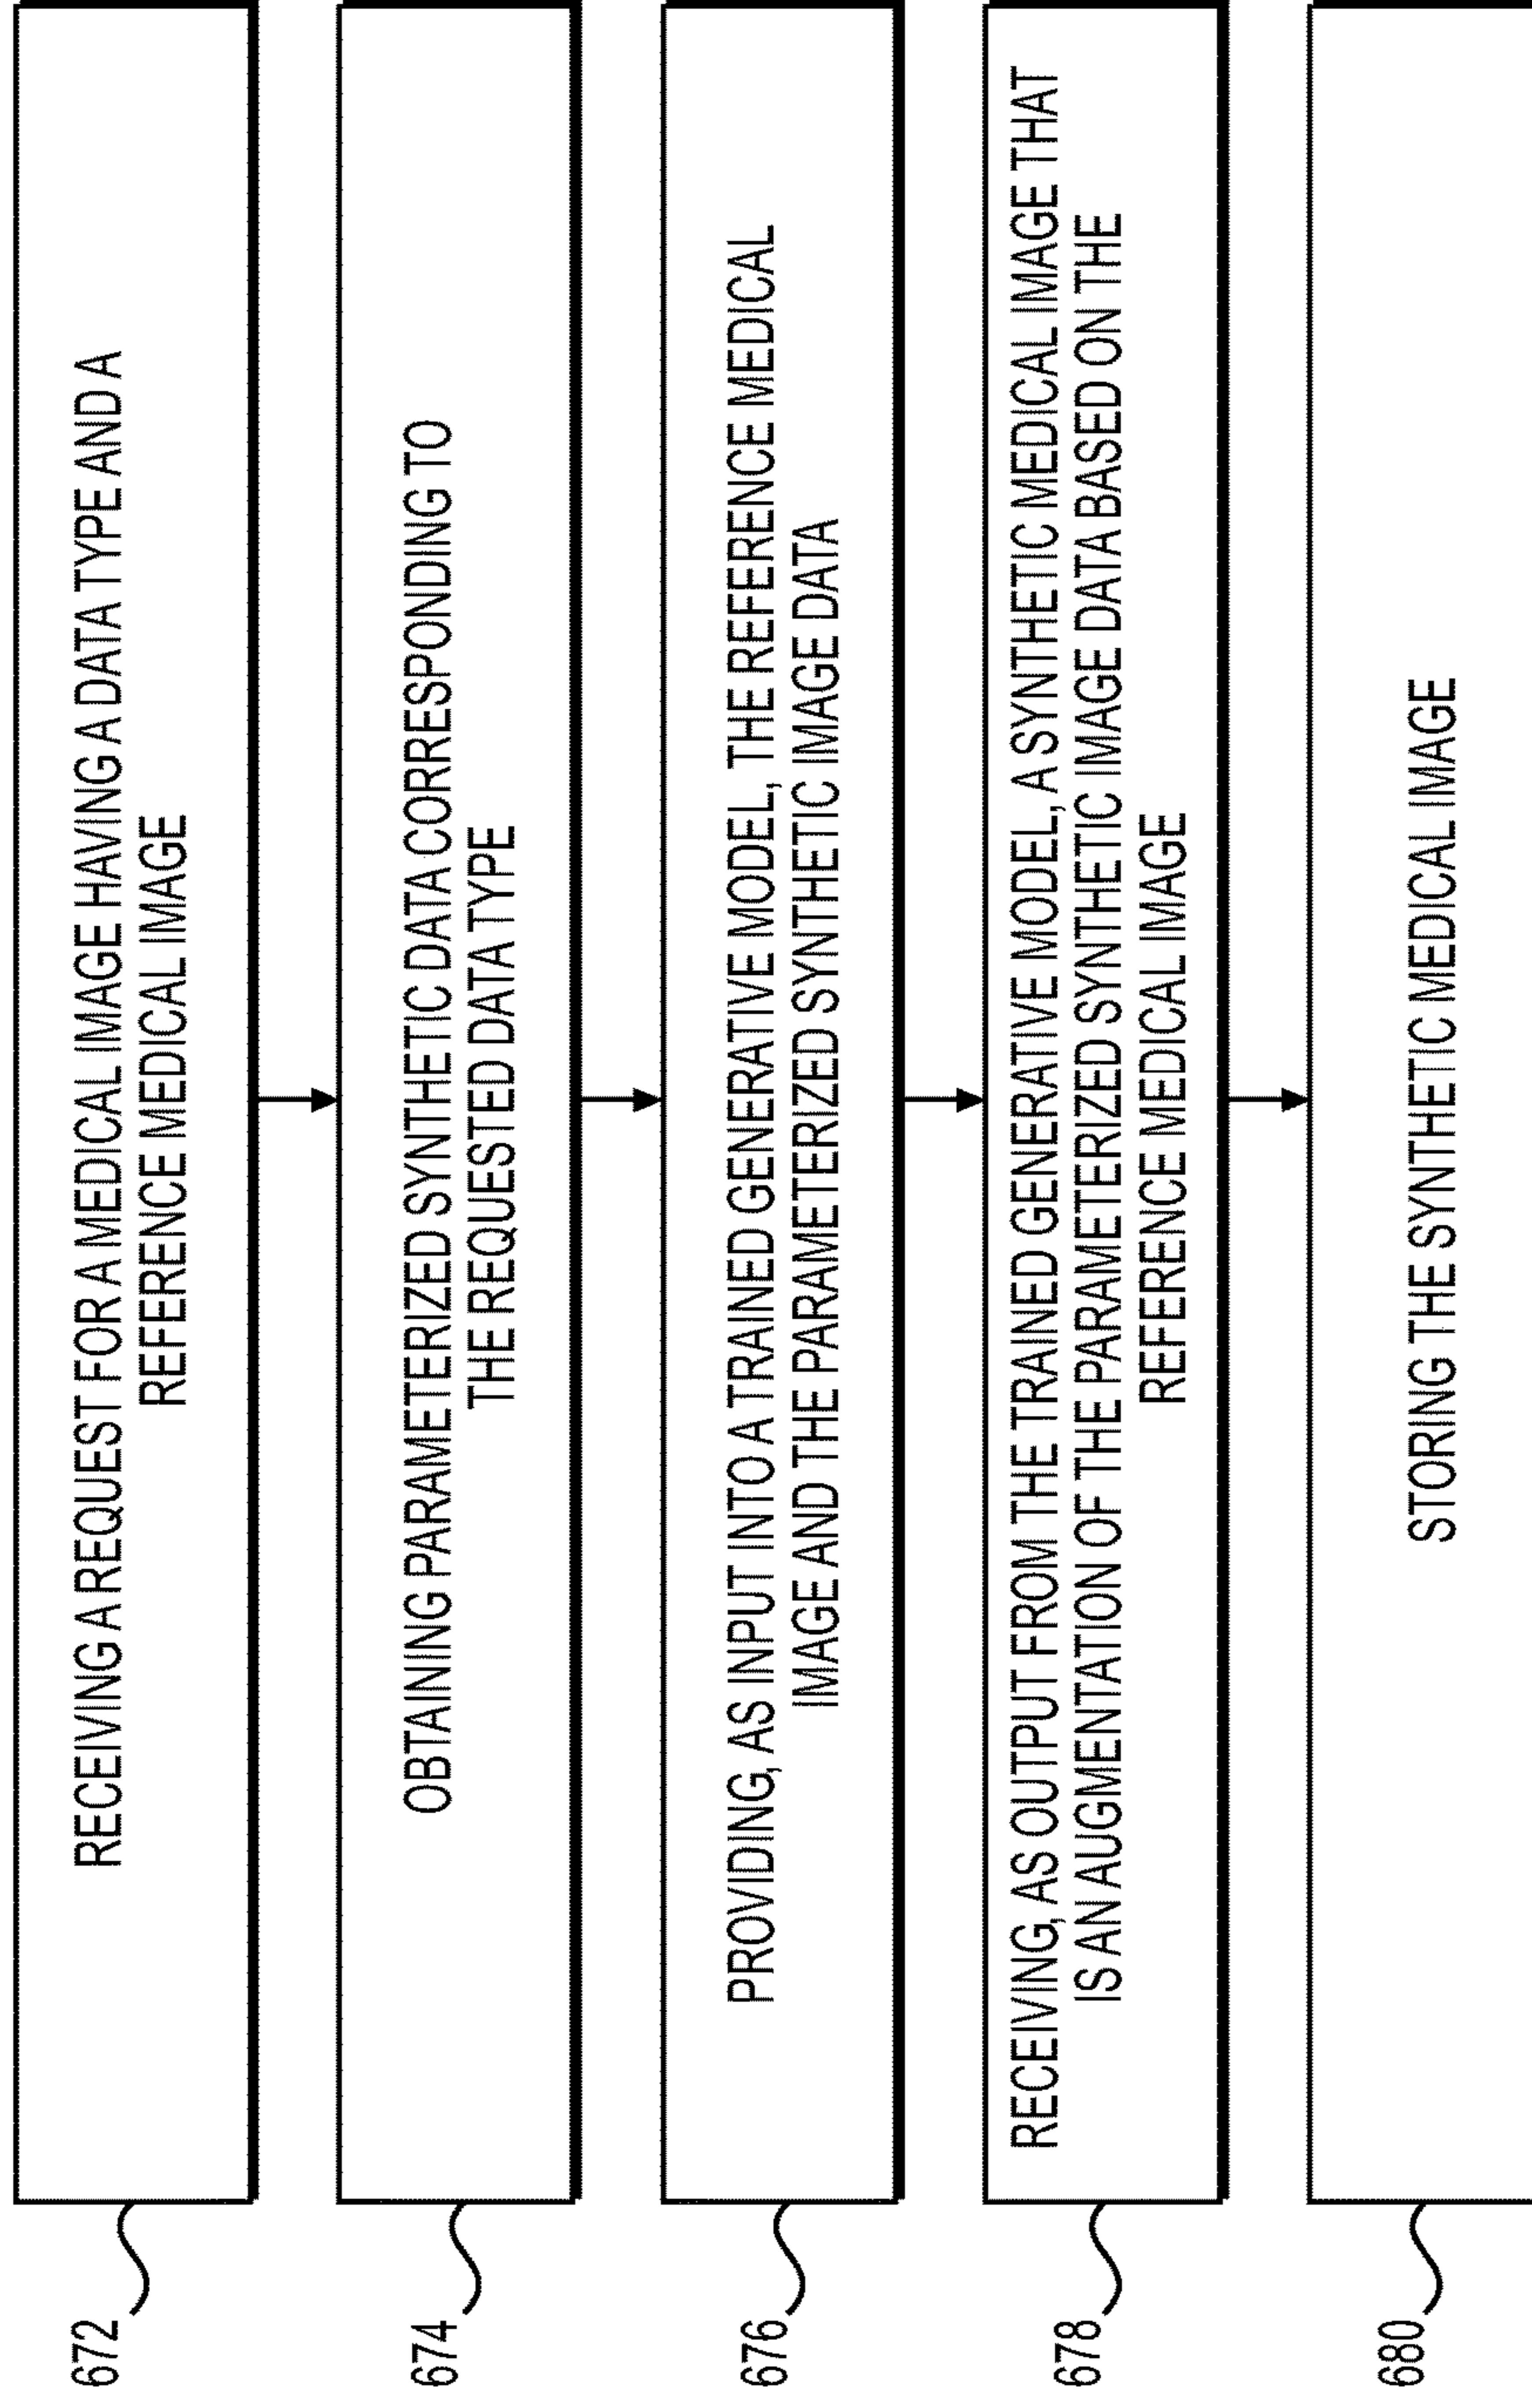 672
RECEIVING A REQUEST FOR A MEDICAL IMAGE HAVING A DATA TYPE AND A
REFERENCE MEDICAL IMAGE
674
OBTAINING PARAMETERIZED SYNTHETIC DATA CORRESPONDING TO
THE REQUESTED DATA TYPE
676
PROVIDING, AS INPUT INTO A TRAINED GENERATIVE MODEL, THE REFERENCE MEDICAL
IMAGE AND THE PARAMETERIZED SYNTHETIC IMAGE DATA
678
RECEIVING, AS OUTPUT FROM THE TRAINED GENERATIVE MODEL, A SYNTHETIC MEDICAL IMAGE THAT
IS AN AUGMENTATION OF THE PARAMETERIZED SYNTHETIC IMAGE DATA BASED ON THE
REFERENCE MEDICAL IMAGE
680
STORING THE SYNTHETIC MEDICAL IMAGE